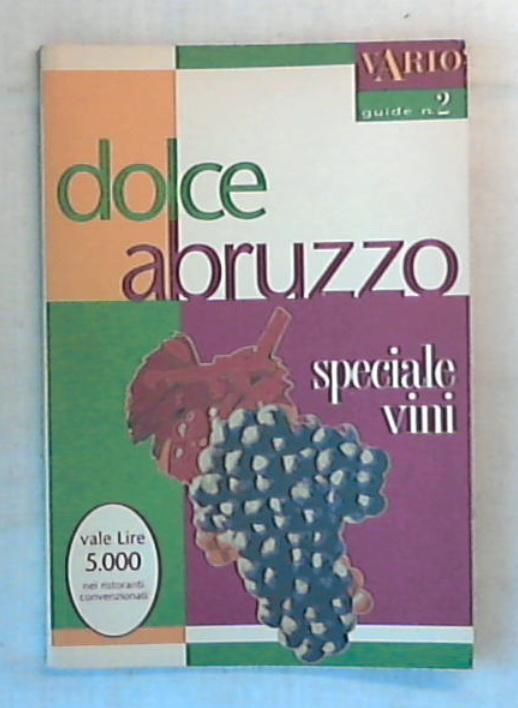 VARIO
guide n.2
dolce
abruzzo
speciale
vini
vale Lire
5.000
nei ristoranti
convenzionati